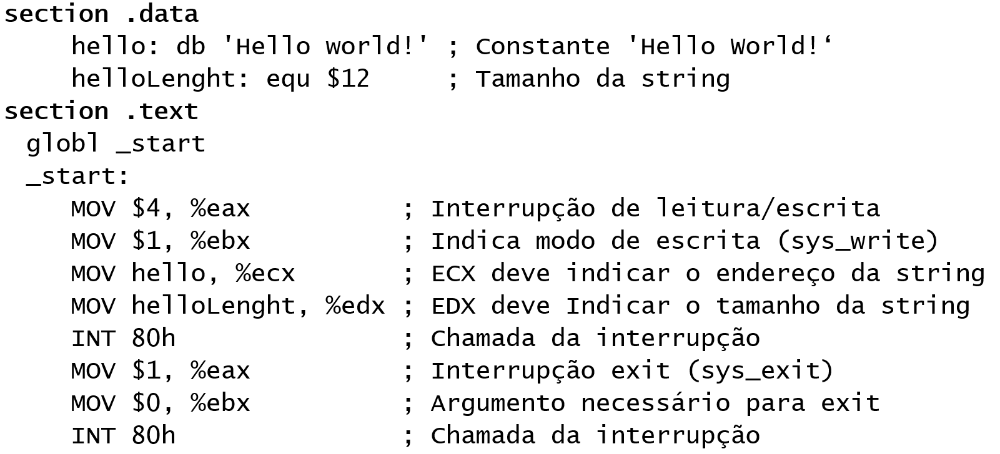 section .data
hello: db 'Hello world!' ; Constante 'Hello World!‘
helloLenght: equ $12 ; Tamanho da string
section .text
globl _start
_start:
MOV $4, %eax ; Interrupção de leitura/escrita
MOV $1, %ebx ; Indica modo de escrita (sys_write)
MOV hello, %ecx ; ECX deve indicar o endereço da string
MOV helloLenght, %edx ; EDX deve Indicar o tamanho da string
INT 80h ; Chamada da interrupção
MOV $1, %eax ; Interrupção exit (sys_exit)
MOV $0, %ebx ; Argumento necessário para exit
INT 80h ; Chamada da interrupção